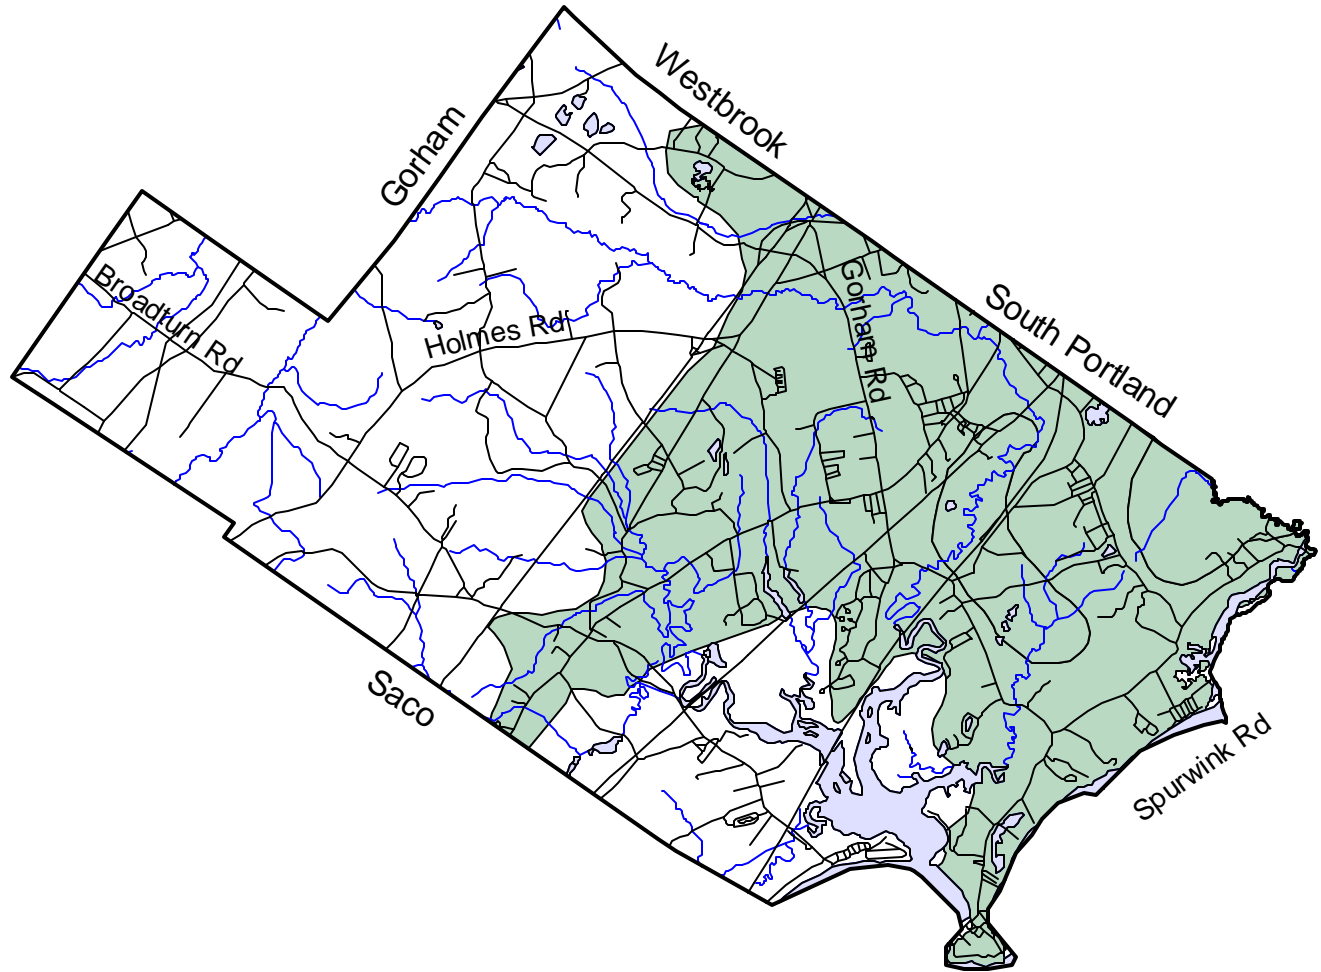 Westbrook
Gorham
Broadturn Rd
Holmes Rd
Gorham Rd
South Portland
Saco
Spurwink Rd